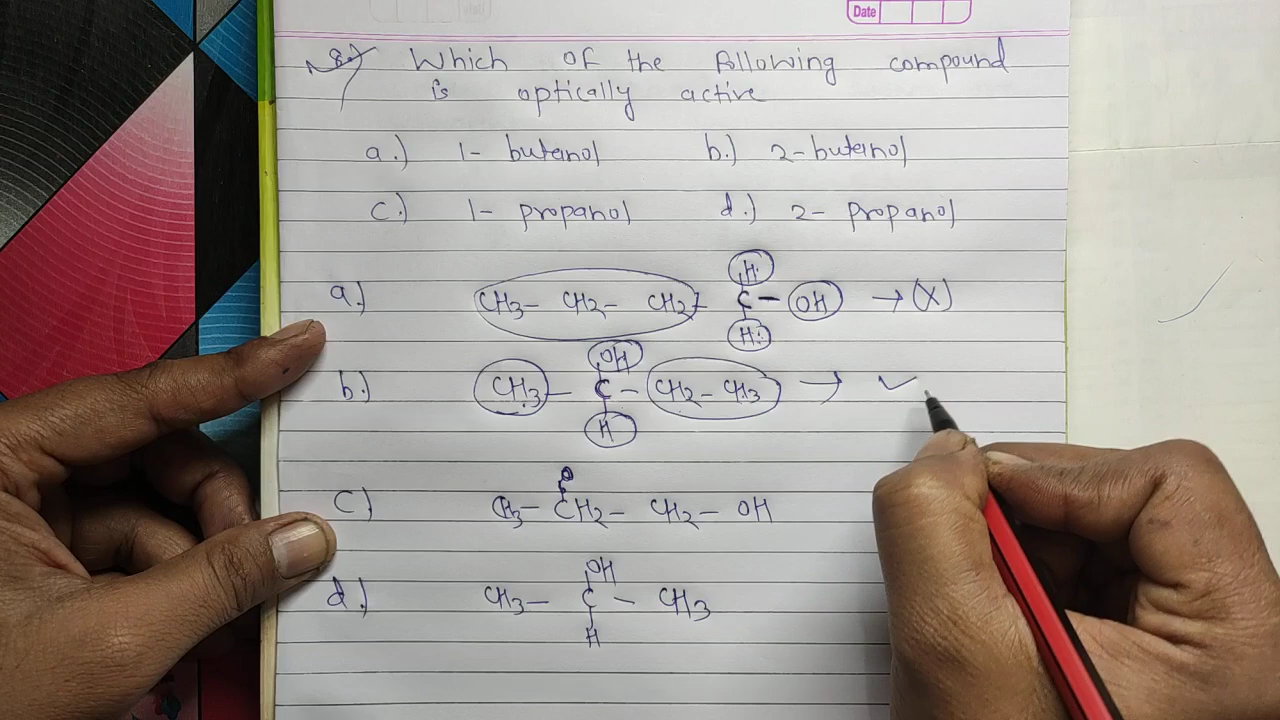 Date
Q.8) Which of the following compound
is optically active
a.) 1- butanol b.) 2-butanol
c.) 1- propanol d.) 2- propanol
H
a.) CH3- CH2- CH2- C - OH → (X)
H
OH
b.) CH3- C - CH2- CH3 → ✓
H
c) CH3- CH2- CH2- OH
OH
d.) CH3- C - CH3
H